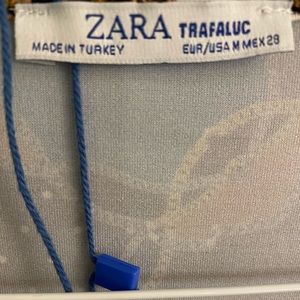 ZARA TRAFALUC
MADE IN TURKEY EUR/USA M MEX 28